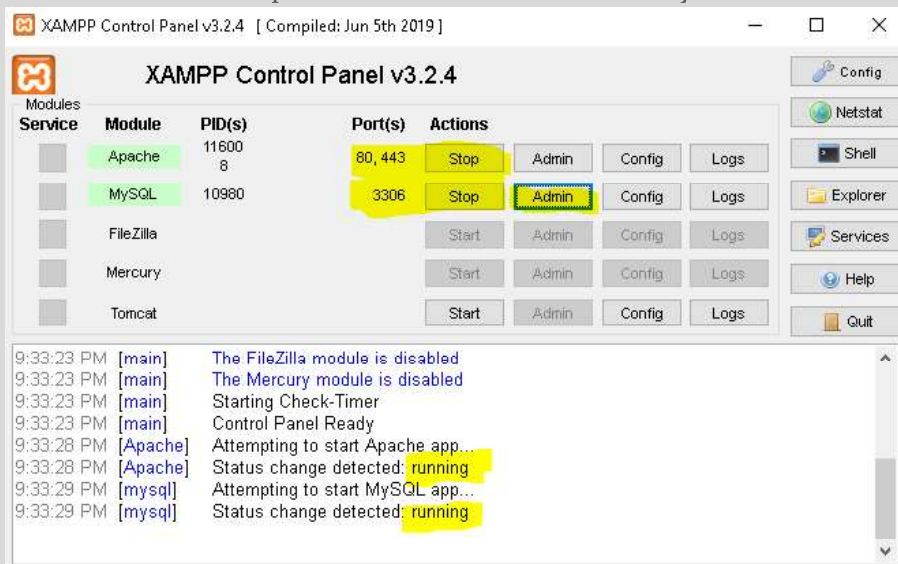 XAMPP Control Panel v3.2.4 [ Compiled: Jun 5th 2019 ]
XAMPP Control Panel v3.2.4
Config
Modules
Service Module PID(s) Port(s) Actions
Netstat
Apache 11600 8 80, 443 Stop Admin Config Logs
Shell
MySQL 10980 3306 Stop Admin Config Logs
Explorer
FileZilla Start Admin Config Logs
Services
Mercury Start Admin Config Logs
Help
Tomcat Start Admin Config Logs
Quit
9:33:23 PM [main] The FileZilla module is disabled
9:33:23 PM [main] The Mercury module is disabled
9:33:23 PM [main] Starting Check-Timer
9:33:23 PM [main] Control Panel Ready
9:33:28 PM [Apache] Attempting to start Apache app...
9:33:28 PM [Apache] Status change detected: running
9:33:29 PM [mysql] Attempting to start MySQL app...
9:33:29 PM [mysql] Status change detected: running